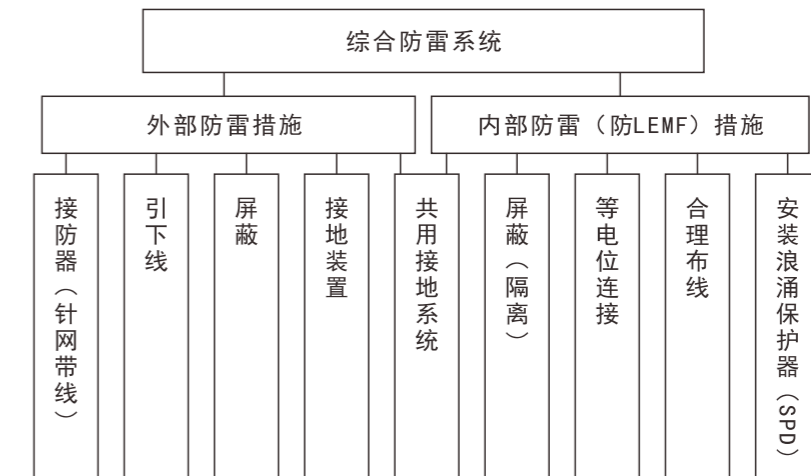 综合防雷系统
外部防雷措施
内部防雷（防LEMF）措施
接防器（针网带线）
引下线
屏蔽
接地装置
共用接地系统
屏蔽（隔离）
等电位连接
合理布线
安装浪涌保护器（SPD）